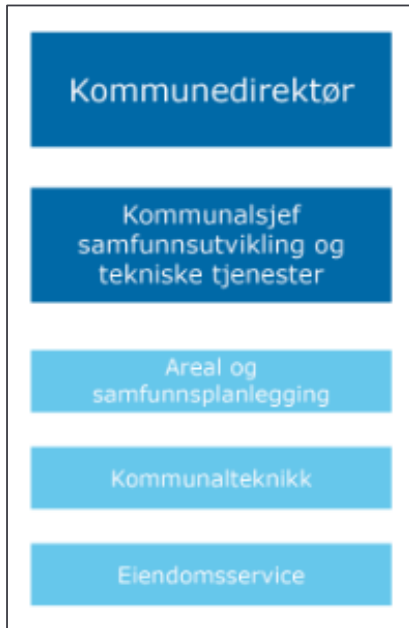 Kommunedirektør
Kommunalsjef
samfunnsutvikling og
tekniske tjenester
Areal og
samfunnsplanlegging
Kommunalteknikk
Eiendomsservice